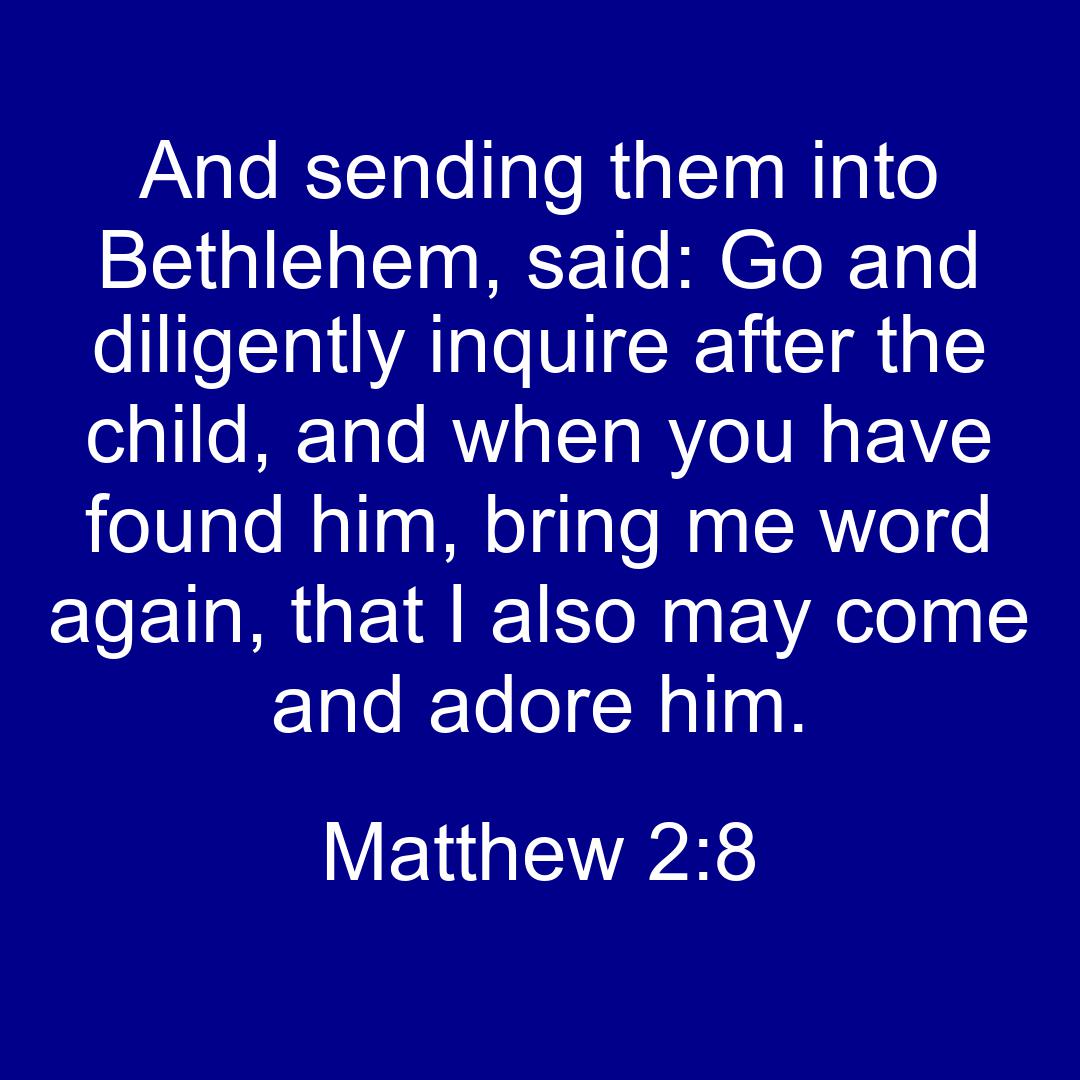 And sending them into
Bethlehem, said: Go and
diligently inquire after the
child, and when you have
found him, bring me word
again, that I also may come
and adore him.
Matthew 2:8